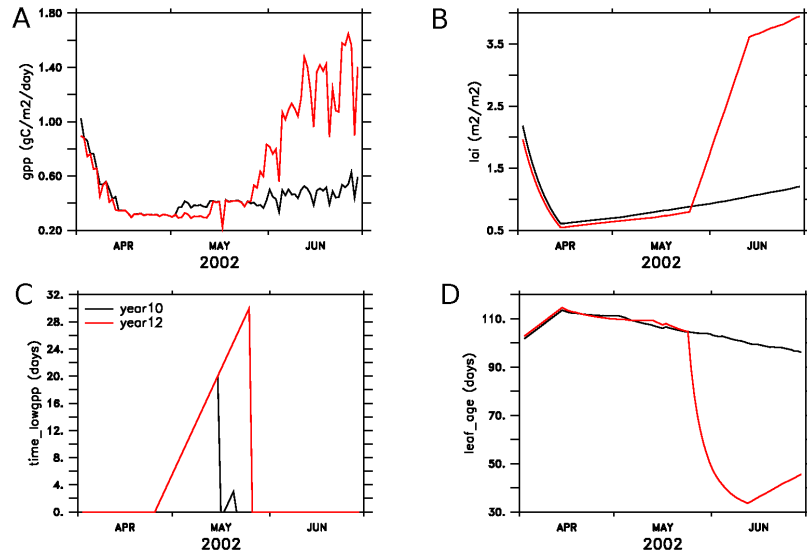 A
gpp (gC/m2/day)
1.80
1.40
1.00
0.60
0.20
APR MAY JUN
2002
B
lai (m2/m2)
3.5
2.5
1.5
0.5
APR MAY JUN
2002
C
time_lowgpp (days)
32.
28.
24.
20.
16.
12.
8.
4.
0.
year10
year12
APR MAY JUN
2002
D
leaf_age (days)
110.
90.
70.
50.
30.
APR MAY JUN
2002